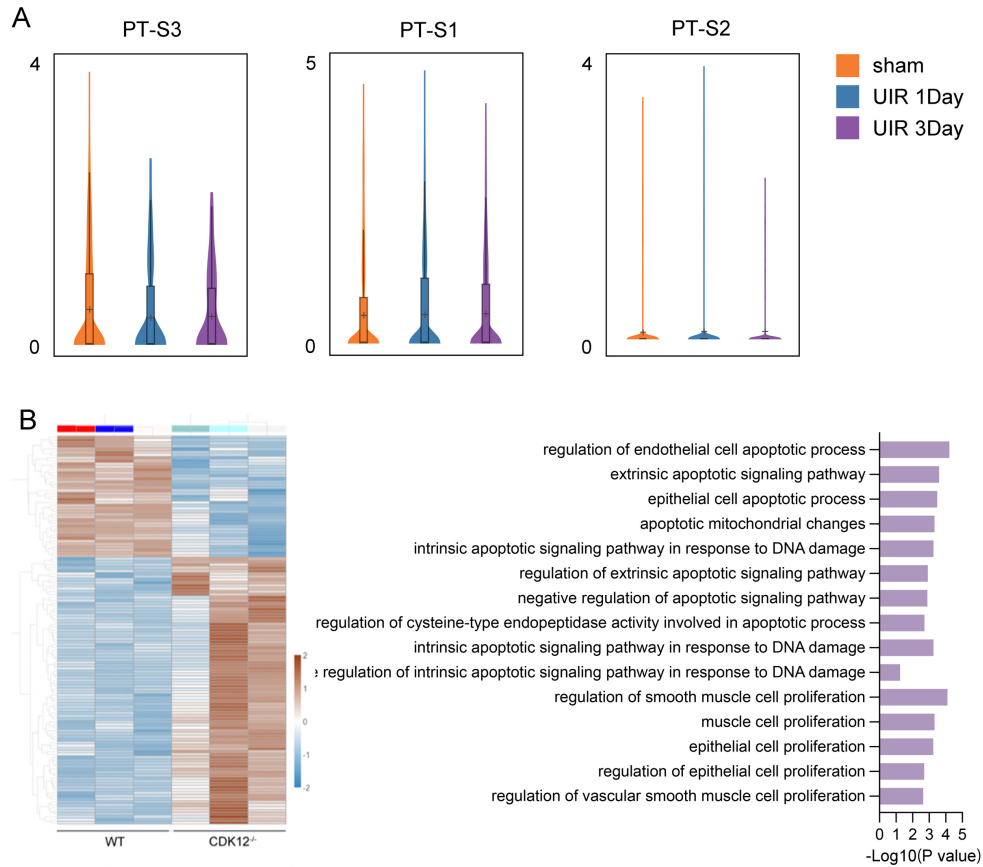 A
PT-S3
PT-S1
PT-S2
4
0
5
0
4
0
sham
UIR 1Day
UIR 3Day
B
2
1
0
-1
-2
WT
CDK12-/-
regulation of endothelial cell apoptotic process
extrinsic apoptotic signaling pathway
epithelial cell apoptotic process
apoptotic mitochondrial changes
intrinsic apoptotic signaling pathway in response to DNA damage
regulation of extrinsic apoptotic signaling pathway
negative regulation of apoptotic signaling pathway
regulation of cysteine-type endopeptidase activity involved in apoptotic process
intrinsic apoptotic signaling pathway in response to DNA damage
regulation of intrinsic apoptotic signaling pathway in response to DNA damage
regulation of smooth muscle cell proliferation
muscle cell proliferation
epithelial cell proliferation
regulation of epithelial cell proliferation
regulation of vascular smooth muscle cell proliferation
0 1 2 3 4 5
-Log10(P value)